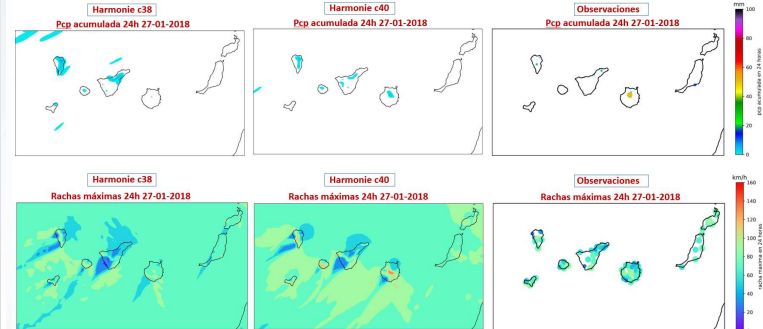 Harmonie c38
Pcp acumulada 24h 27-01-2018
Harmonie c40
Pcp acumulada 24h 27-01-2018
Observaciones
Pcp acumulada 24h 27-01-2018
mm
100
80
60
40
20
0
pcp acumulada en 24 horas
Harmonie c38
Rachas máximas 24h 27-01-2018
Harmonie c40
Rachas máximas 24h 27-01-2018
Observaciones
Rachas máximas 24h 27-01-2018
km/h
160
140
120
100
80
60
40
20
racha maxima en 24 horas